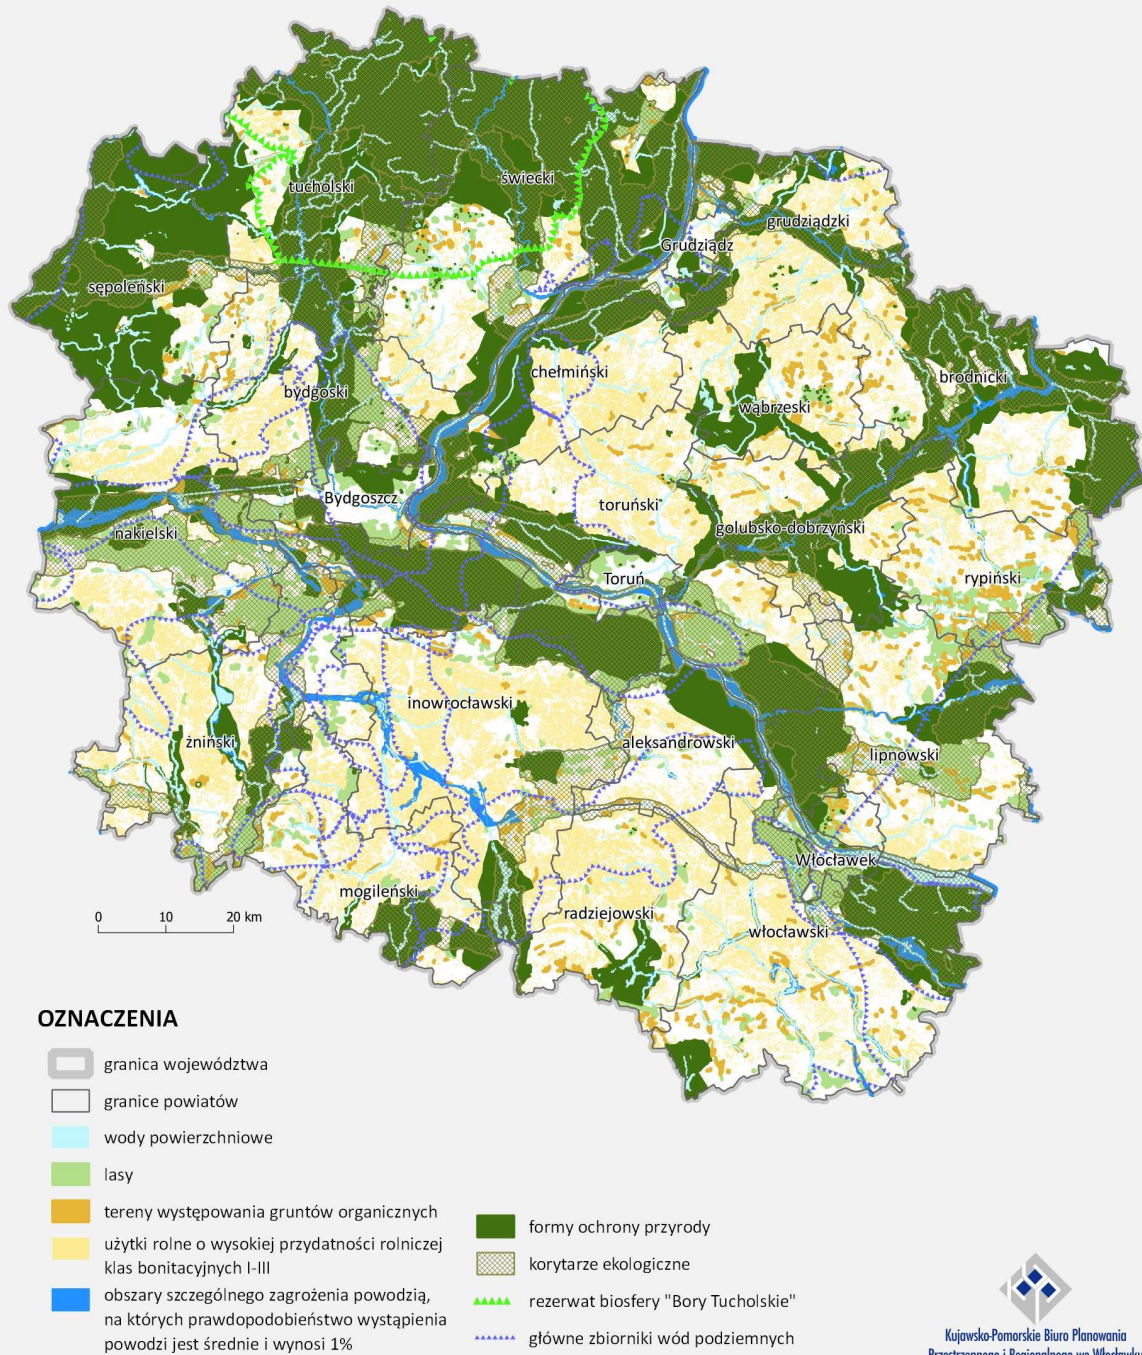 tucholski
świecki
grudziądzki
Grudziądz
sępoleński
chełmiński
brodnicki
bydgoski
wąbrzeski
Bydgoszcz
toruński
nakielski
golubsko-dobrzyński
Toruń
rypiński
inowrocławski
żniński
aleksandrowski
lipnowski
Włocławek
mogileński
radziejowski
włocławski
0 10 20 km
OZNACZENIA
granica województwa
granice powiatów
wody powierzchniowe
lasy
tereny występowania gruntów organicznych
użytki rolne o wysokiej przydatności rolniczej
klas bonitacyjnych I-III
obszary szczególnego zagrożenia powodzią,
na których prawdopodobieństwo wystąpienia
powodzi jest średnie i wynosi 1%
formy ochrony przyrody
korytarze ekologiczne
rezerwat biosfery "Bory Tucholskie"
główne zbiorniki wód podziemnych
Kujawsko-Pomorskie Biuro Planowania
Przestrzennego i Regionalnego we Włocławku